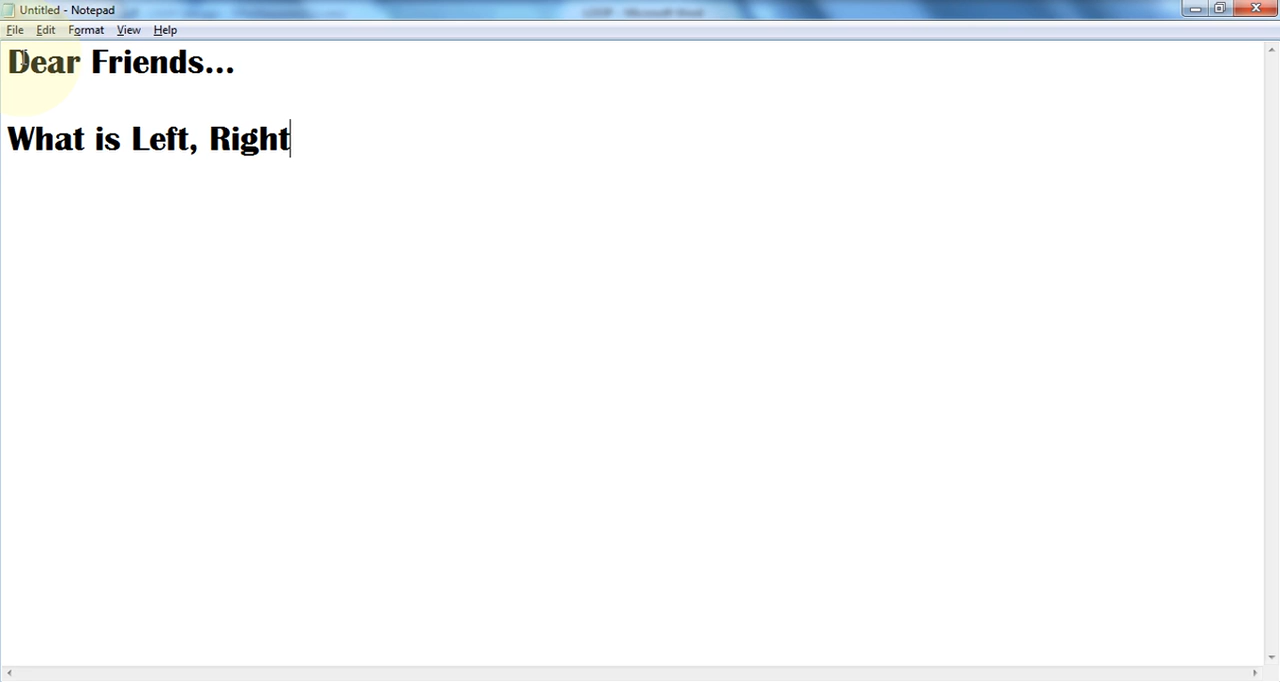 Untitled - Notepad
File Edit Format View Help
Dear Friends...
What is Left, Right